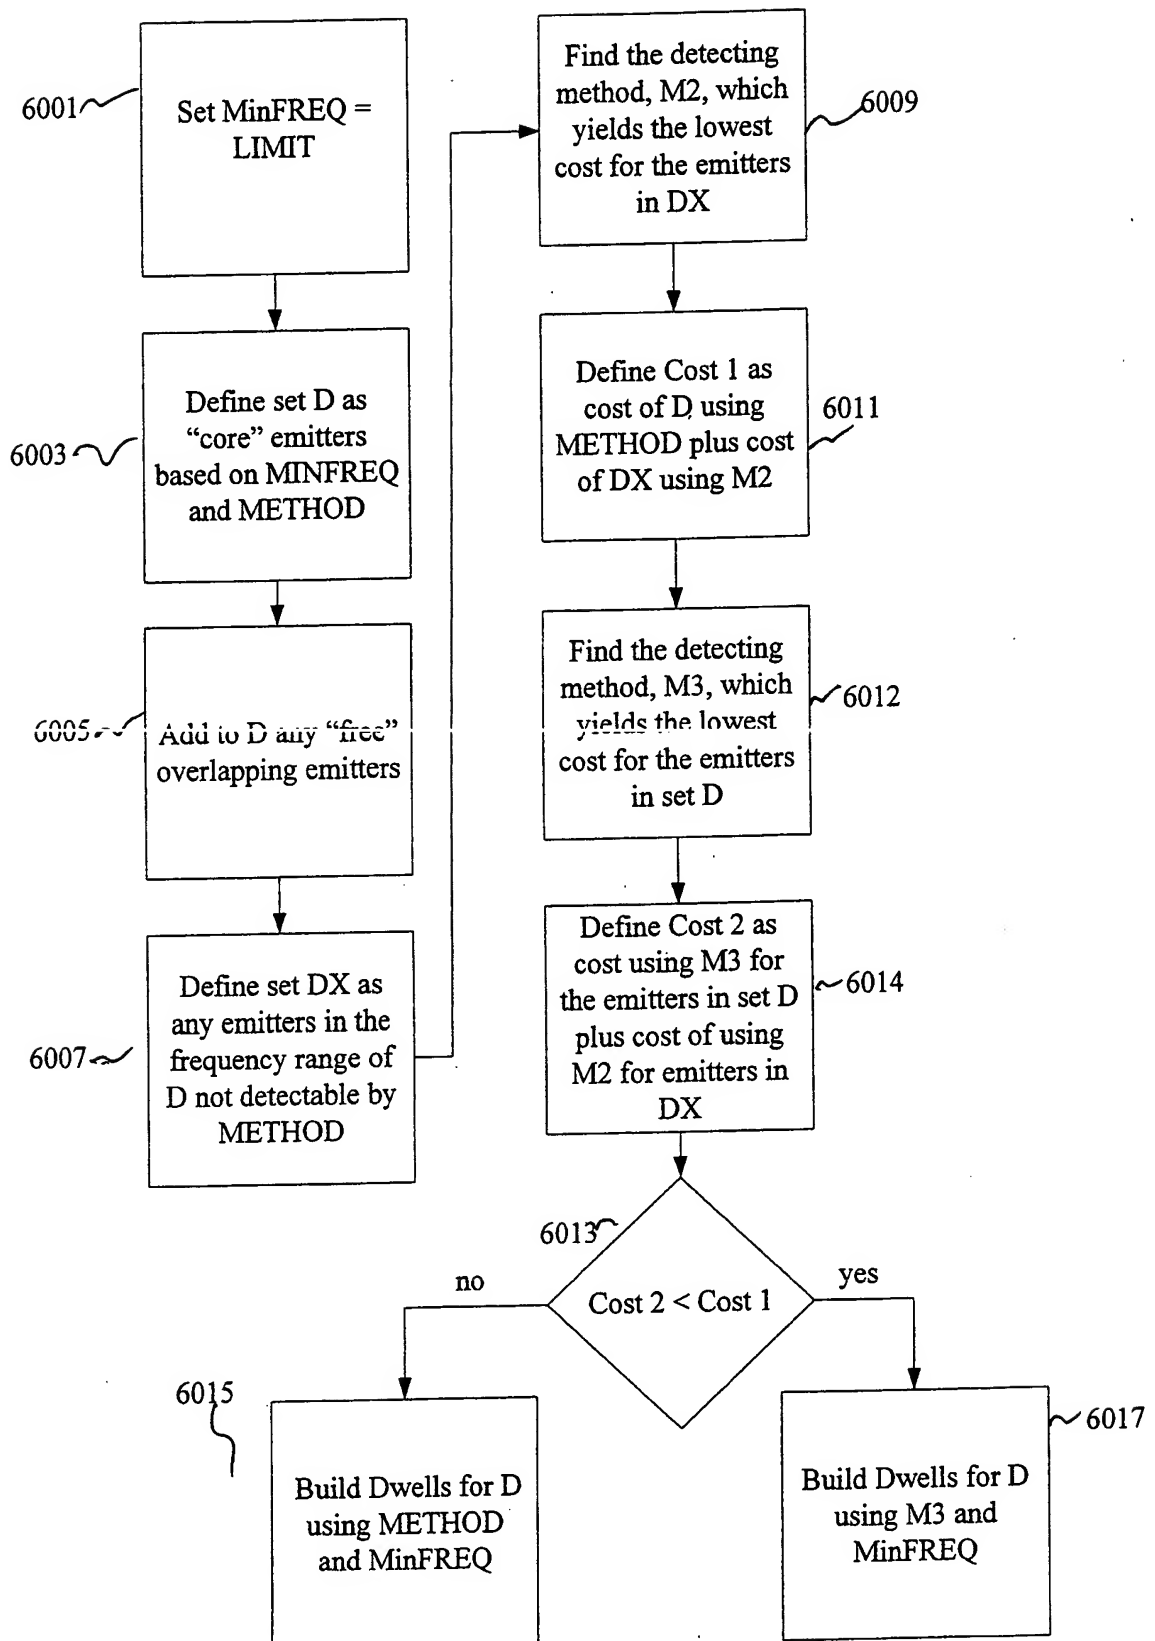 6001
Set MinFREQ =
LIMIT
6003
Define set D as
“core” emitters
based on MINFREQ
and METHOD
6005
Add to D any “free”
overlapping emitters
6007
Define set DX as
any emitters in the
frequency range of
D not detectable by
METHOD
Find the detecting
method, M2, which
yields the lowest
cost for the emitters
in DX
6009
Define Cost 1 as
cost of D using
METHOD plus cost
of DX using M2
6011
Find the detecting
method, M3, which
yields the lowest
cost for the emitters
in set D
6012
Define Cost 2 as
cost using M3 for
the emitters in set D
plus cost of using
M2 for emitters in
DX
6014
6013
no
Cost 2 < Cost 1
yes
6015
Build Dwells for D
using METHOD
and MinFREQ
6017
Build Dwells for D
using M3 and
MinFREQ